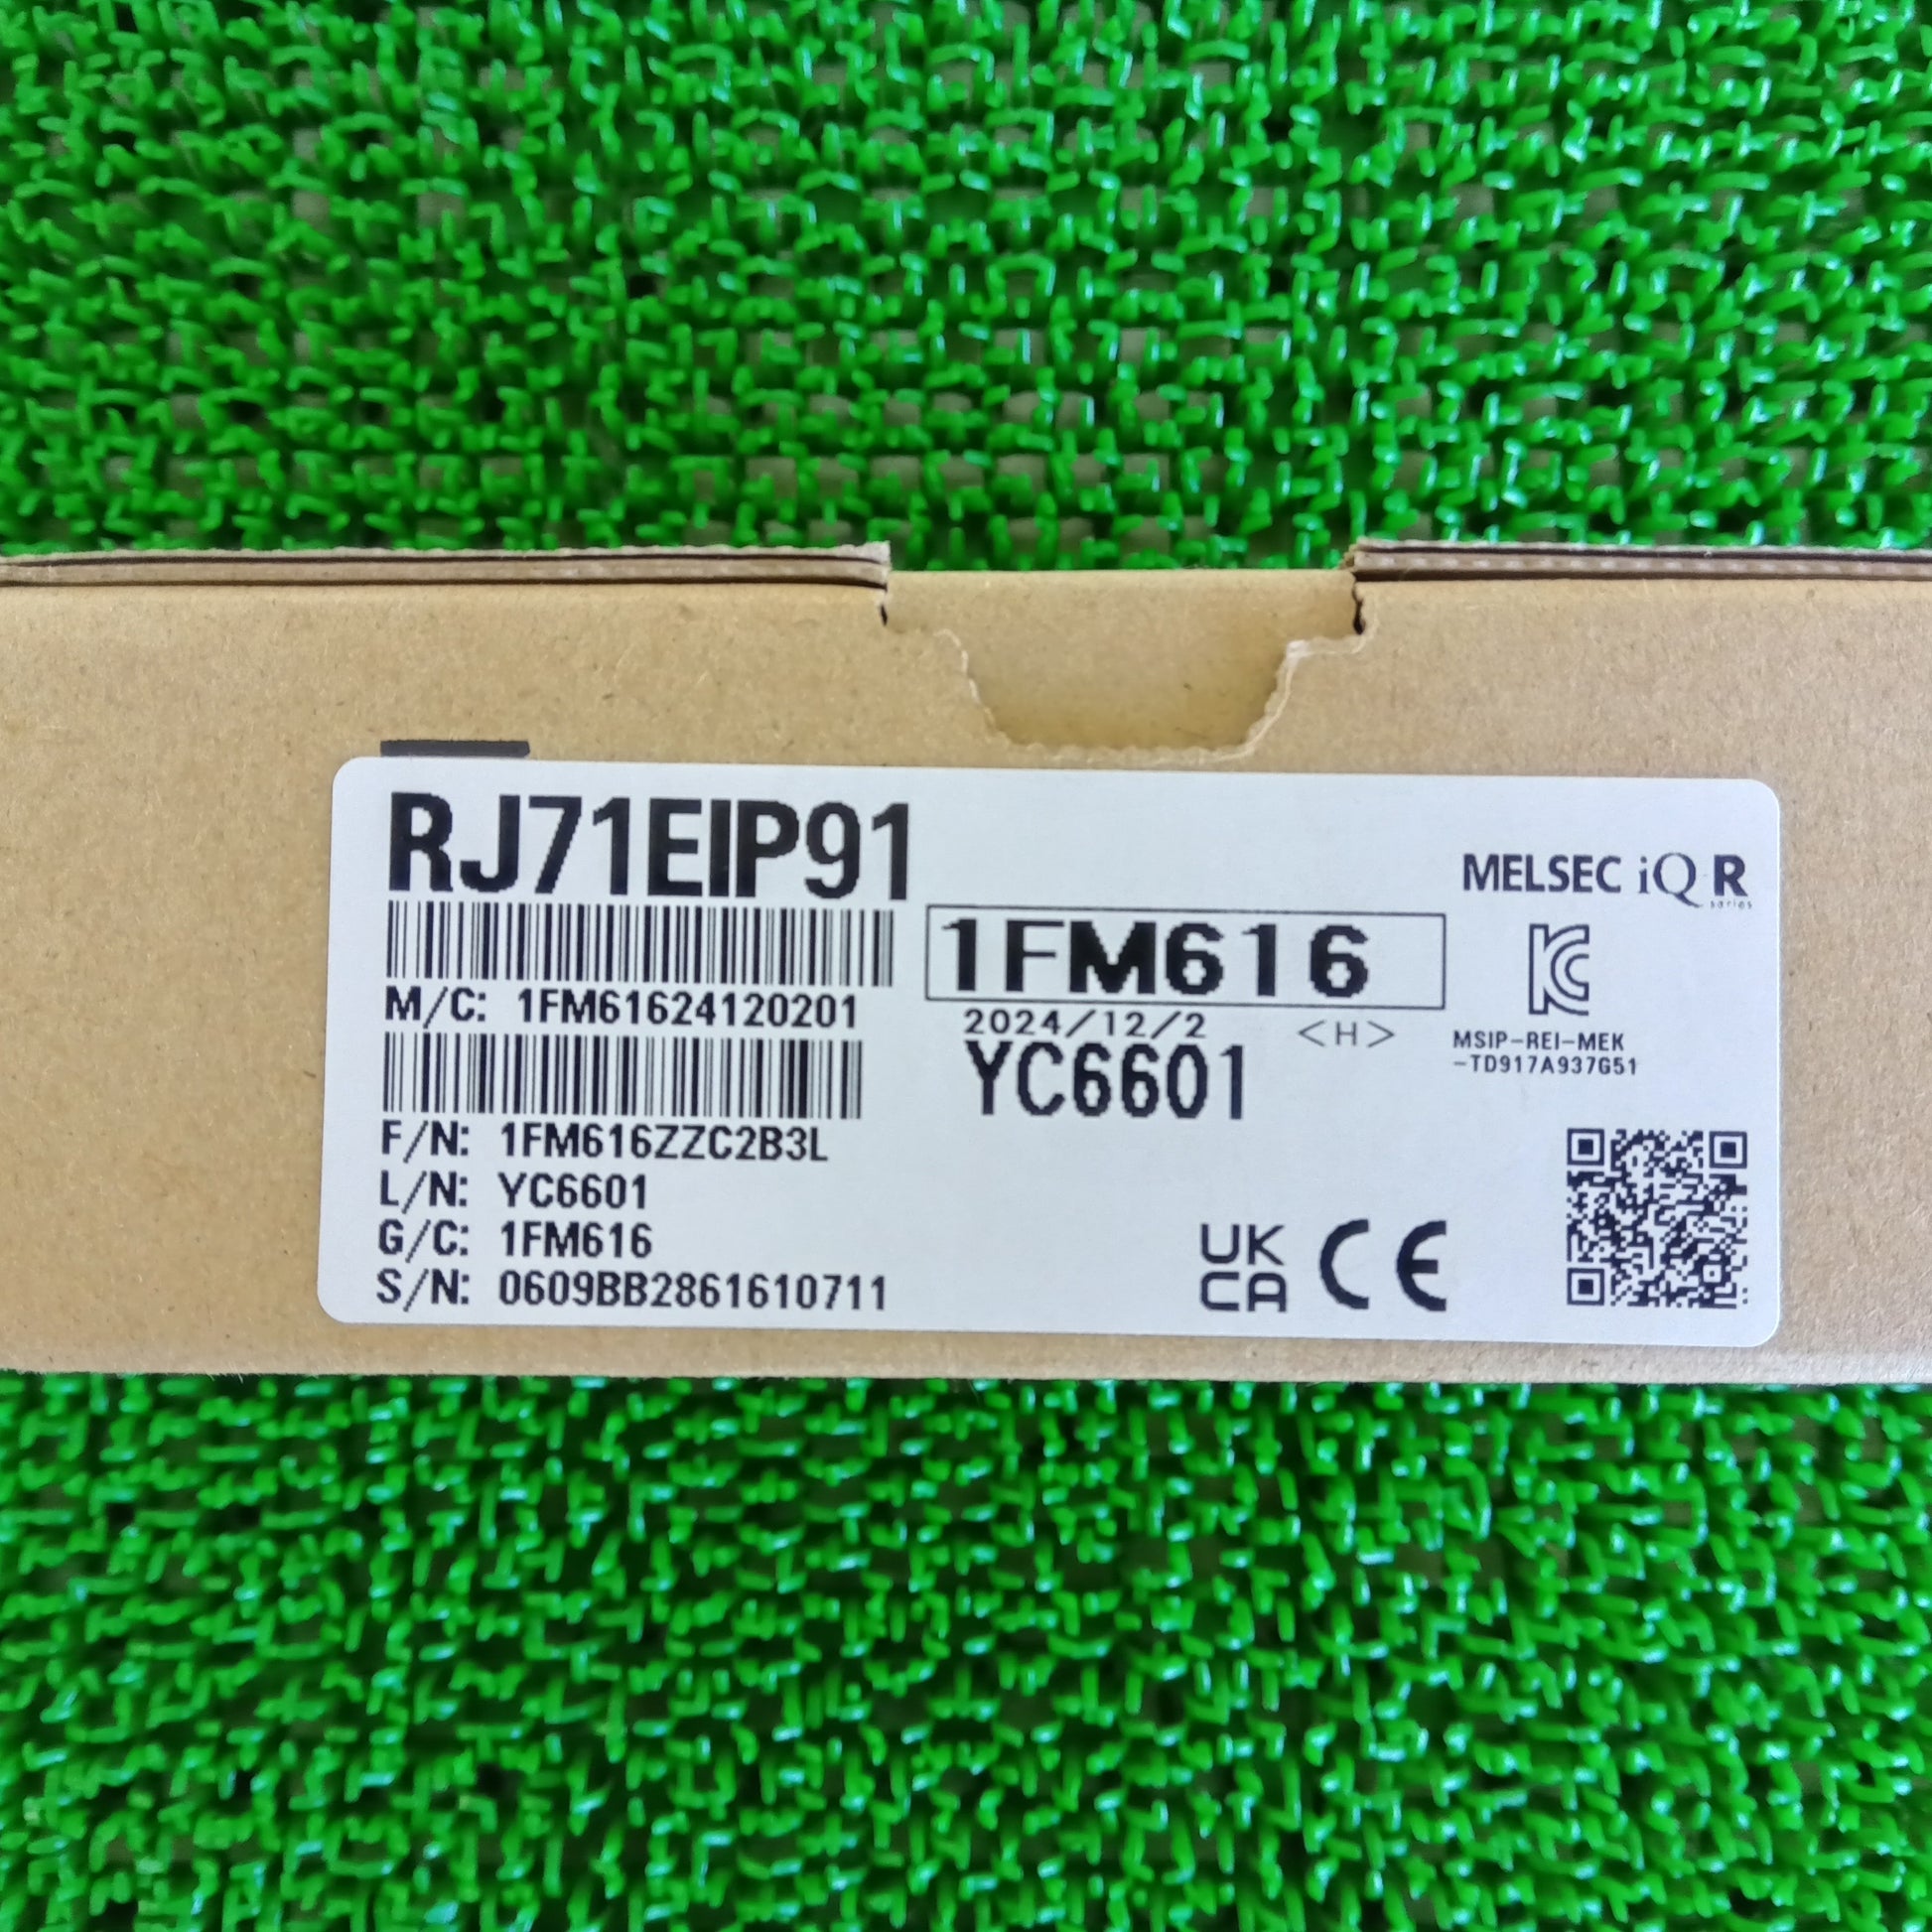 RJ71EIP91
MELSEC iQ-R
series
1FM616
M/C: 1FM61624120201
2024/12/2 <H>
YC6601
MSIP-REI-MEK
-TD917A937G51
F/N: 1FM616ZZC2B3L
L/N: YC6601
G/C: 1FM616
S/N: 0609BB2861610711
UK
CA
CE